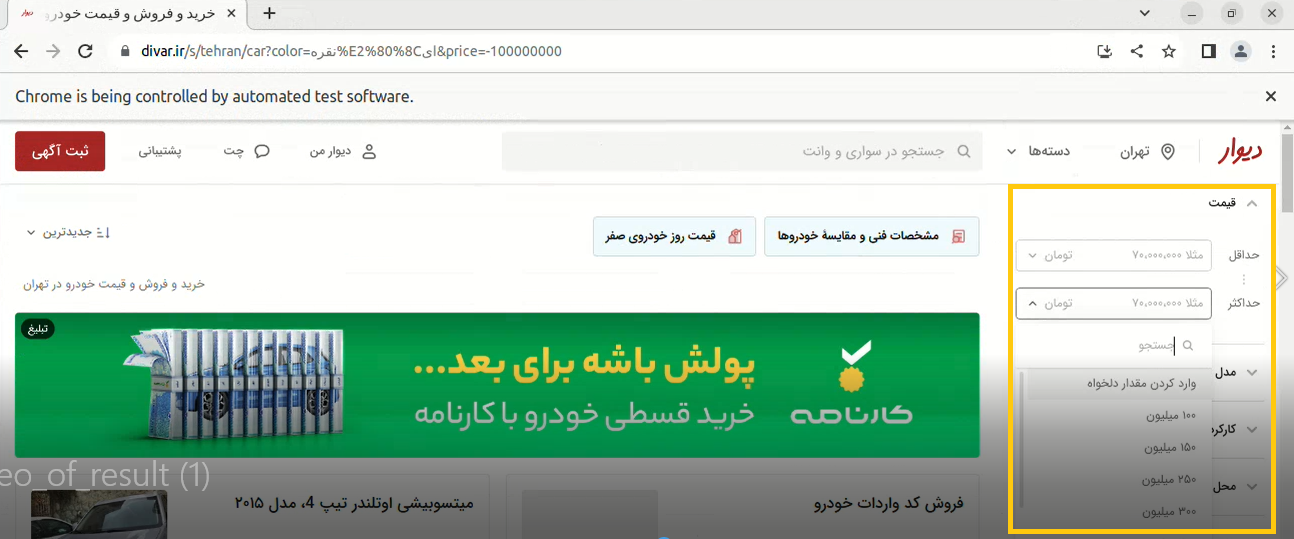 خرید و فروش و قیمت خودرو
divar.ir/s/tehran/car?color=نقره%E2%80%8Cای&price=-100000000
Chrome is being controlled by automated test software.
دیوار
تهران
دسته‌ها
جستجو در سواری و وانت
دیوار من
چت
پشتیبانی
ثبت آگهی
قیمت
حداقل
مثلا ۷۰,۰۰۰,۰۰۰ تومان
حداکثر
مثلا ۷۰,۰۰۰,۰۰۰ تومان
جستجو
وارد کردن مقدار دلخواه
۱۰۰ میلیون
۱۵۰ میلیون
۲۵۰ میلیون
۳۰۰ میلیون
مدل
کارکرد
محل
مشخصات فنی و مقایسهٔ خودروها
قیمت روز خودروی صفر
جدیدترین
خرید و فروش و قیمت خودرو در تهران
تبلیغ
پولش باشه برای بعد...
خرید قسطی خودرو با کارنامه
کارنامه
eo_of_result (1)
فروش کد واردات خودرو
میتسوبیشی اوتلندر تیپ 4، مدل ۲۰۱۵